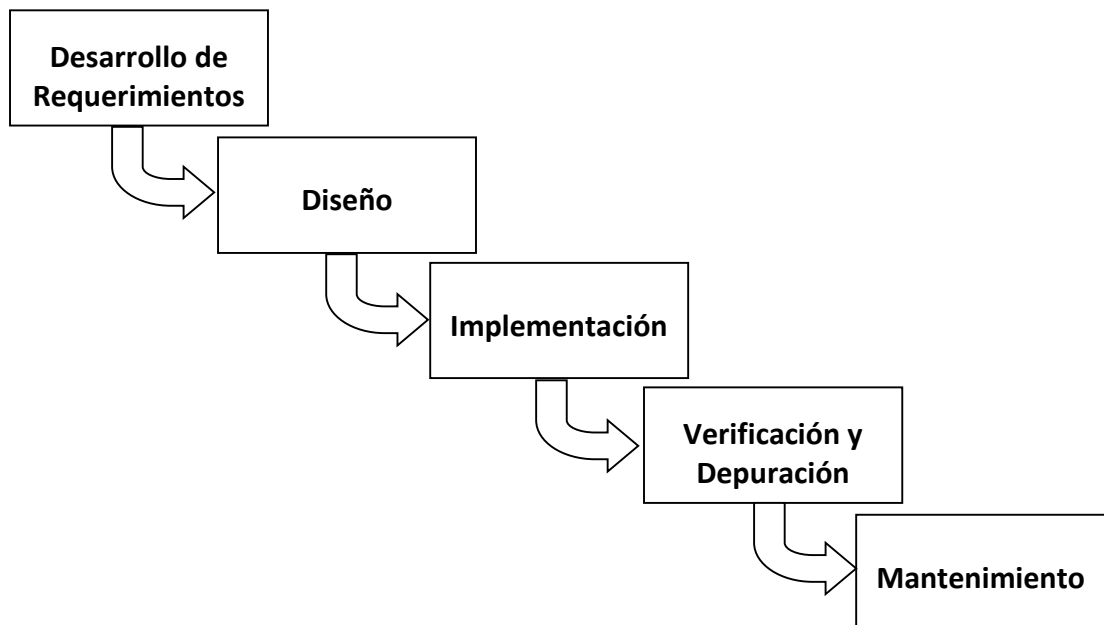 Desarrollo de
Requerimientos
Diseño
Implementación
Verificación y
Depuración
Mantenimiento